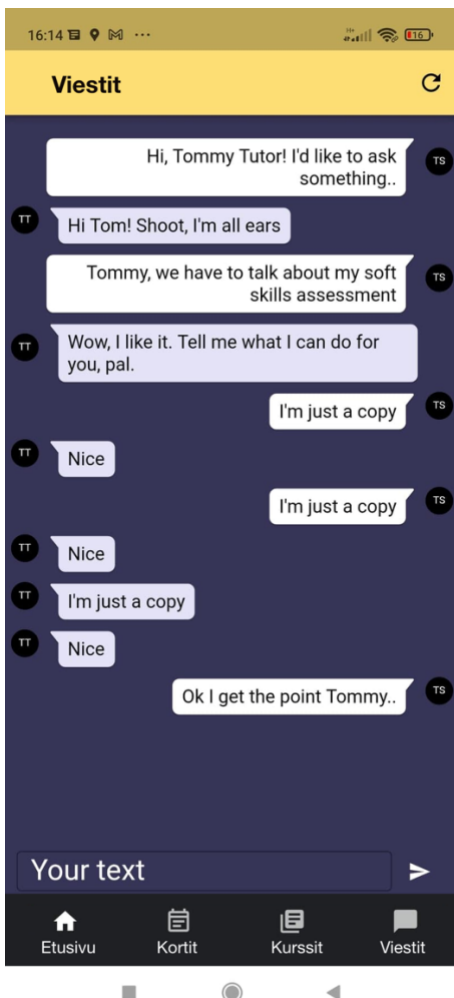 16:14
16
Viestit
Hi, Tommy Tutor! I'd like to ask
something..
TS
TT
Hi Tom! Shoot, I'm all ears
Tommy, we have to talk about my soft
skills assessment
TS
TT
Wow, I like it. Tell me what I can do for
you, pal.
I'm just a copy
TS
TT
Nice
I'm just a copy
TS
TT
Nice
TT
I'm just a copy
TT
Nice
Ok I get the point Tommy..
TS
Your text
Etusivu
Kortit
Kurssit
Viestit